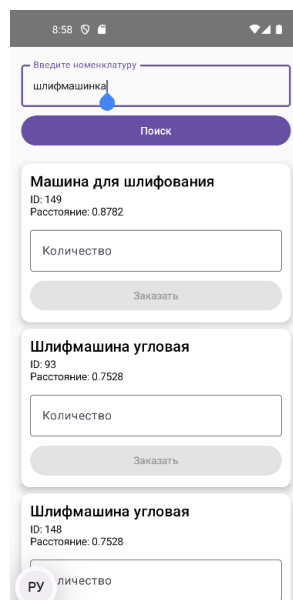 8:58
Введите номенклатуру
шлифмашинка
Поиск
Машина для шлифования
ID: 149
Расстояние: 0.8782
Количество
Заказать
Шлифмашина угловая
ID: 93
Расстояние: 0.7528
Количество
Заказать
Шлифмашина угловая
ID: 148
Расстояние: 0.7528
личество
РУ